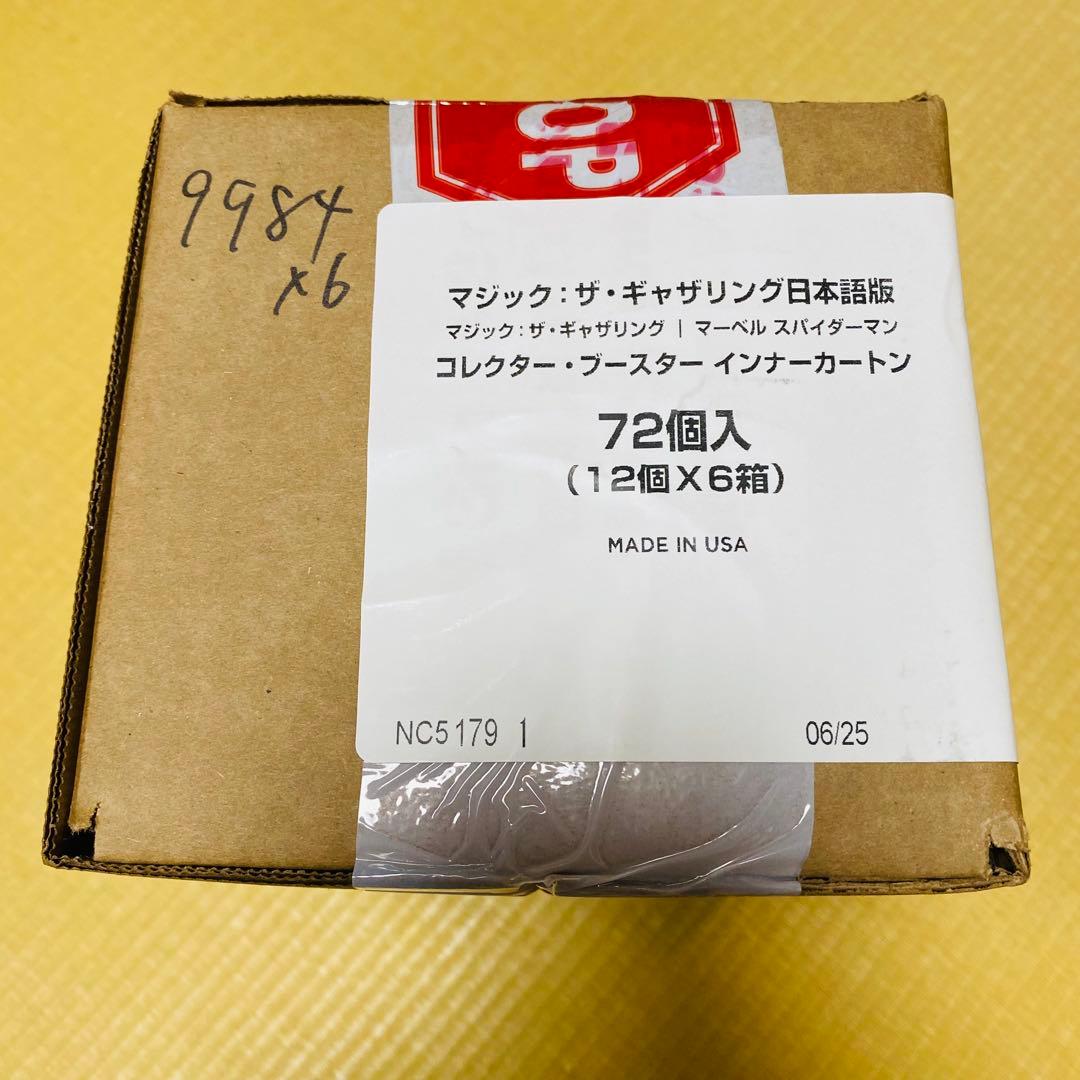 OP
9984
x6
マジック：ザ・ギャザリング日本語版
マジック：ザ・ギャザリング | マーベル スパイダーマン
コレクター・ブースター インナーカートン
72個入
（12個X6箱）
MADE IN USA
NC5179 1
06/25